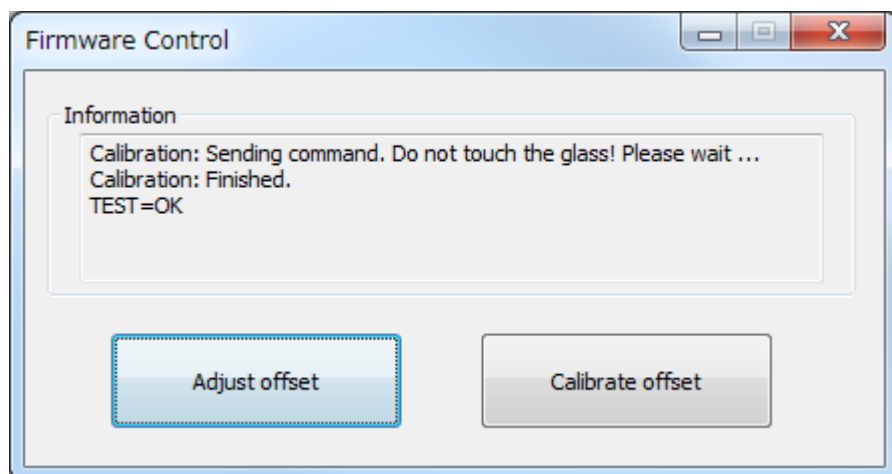 Firmware Control
Information
Calibration: Sending command. Do not touch the glass! Please wait ...
Calibration: Finished.
TEST=OK
Adjust offset
Calibrate offset